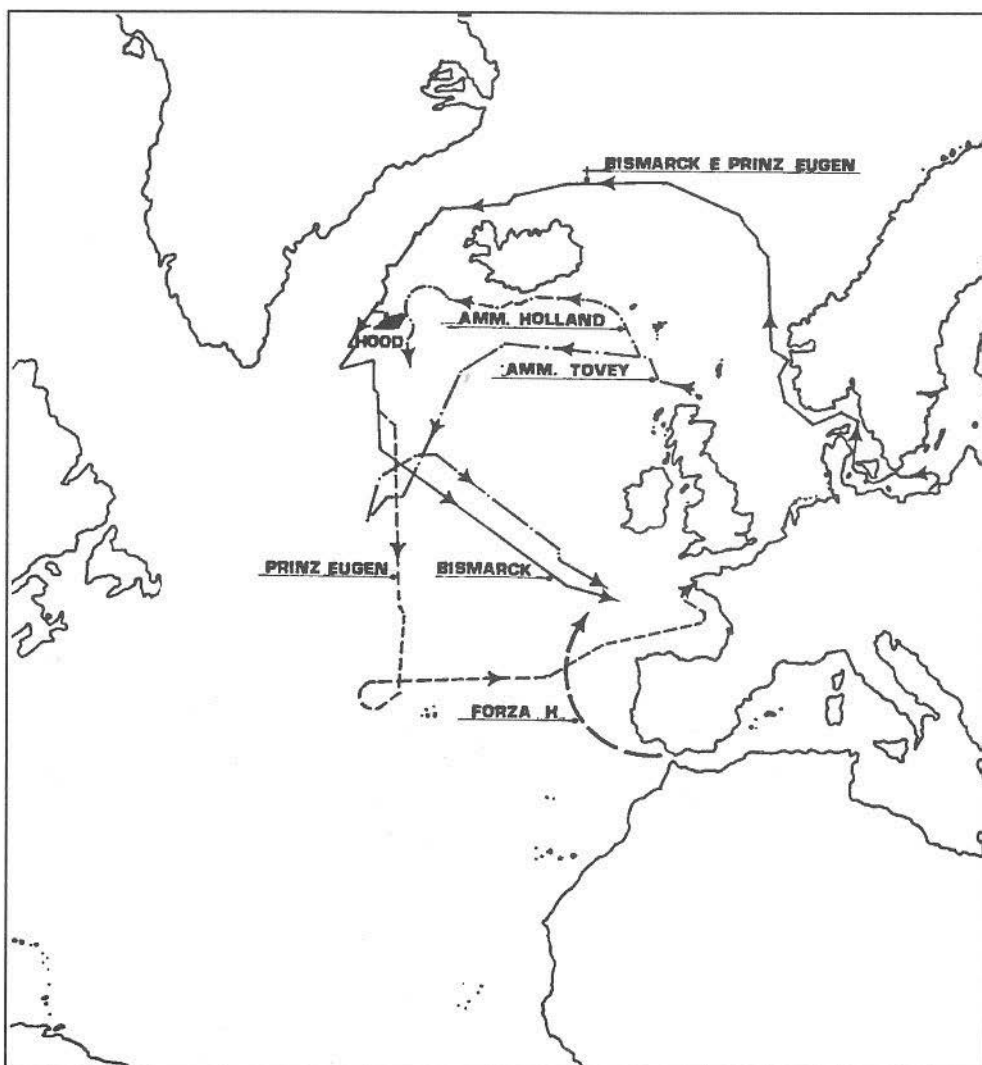 BISMARCK E PRINZ EUGEN
AMM. HOLLAND
HOOD
AMM. TOVEY
PRINZ EUGEN
BISMARCK
FORZA H